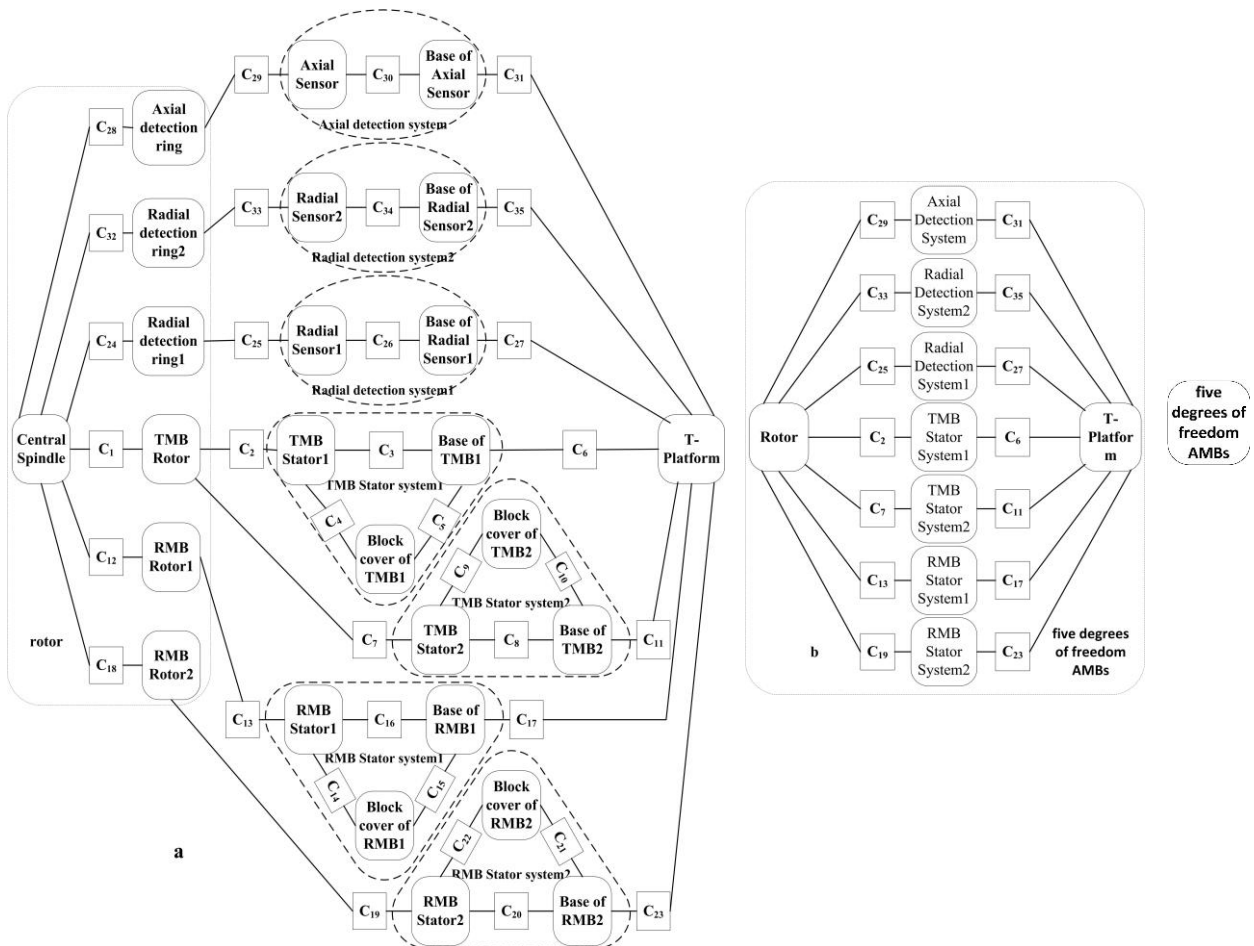 C₂₉
Axial
Sensor
C₃₀
Base of
Axial
Sensor
C₃₁
Axial detection system
C₂₈
Axial
detection
ring
C₃₂
Radial
detection
ring2
C₃₃
Radial
Sensor2
C₃₄
Base of
Radial
Sensor2
C₃₅
Radial detection system2
C₂₄
Radial
detection
ring1
C₂₅
Radial
Sensor1
C₂₆
Base of
Radial
Sensor1
C₂₇
Radial detection system1
Central
Spindle
C₁
TMB
Rotor
C₂
TMB
Stator1
C₃
Base of
TMB1
C₆
T-
Platform
TMB Stator system1
C₄
C₅
Block
cover of
TMB1
Block
cover of
TMB2
C₉
C₁₀
TMB Stator system2
C₇
TMB
Stator2
C₈
Base of
TMB2
C₁₁
C₁₂
RMB
Rotor1
rotor
C₁₈
RMB
Rotor2
C₁₃
RMB
Stator1
C₁₆
Base of
RMB1
C₁₇
RMB Stator system1
C₁₄
C₁₅
Block
cover of
RMB1
Block
cover of
RMB2
C₂₂
C₂₁
RMB Stator system2
C₁₉
RMB
Stator2
C₂₀
Base of
RMB2
C₂₃
a
C₂₉
Axial
Detection
System
C₃₁
C₃₃
Radial
Detection
System2
C₃₅
C₂₅
Radial
Detection
System1
C₂₇
Rotor
C₂
TMB
Stator
System1
C₆
T-
Platfor
m
C₇
TMB
Stator
System2
C₁₁
C₁₃
RMB
Stator
System1
C₁₇
C₁₉
RMB
Stator
System2
C₂₃
b
five degrees
of freedom
AMBs
five
degrees of
freedom
AMBs